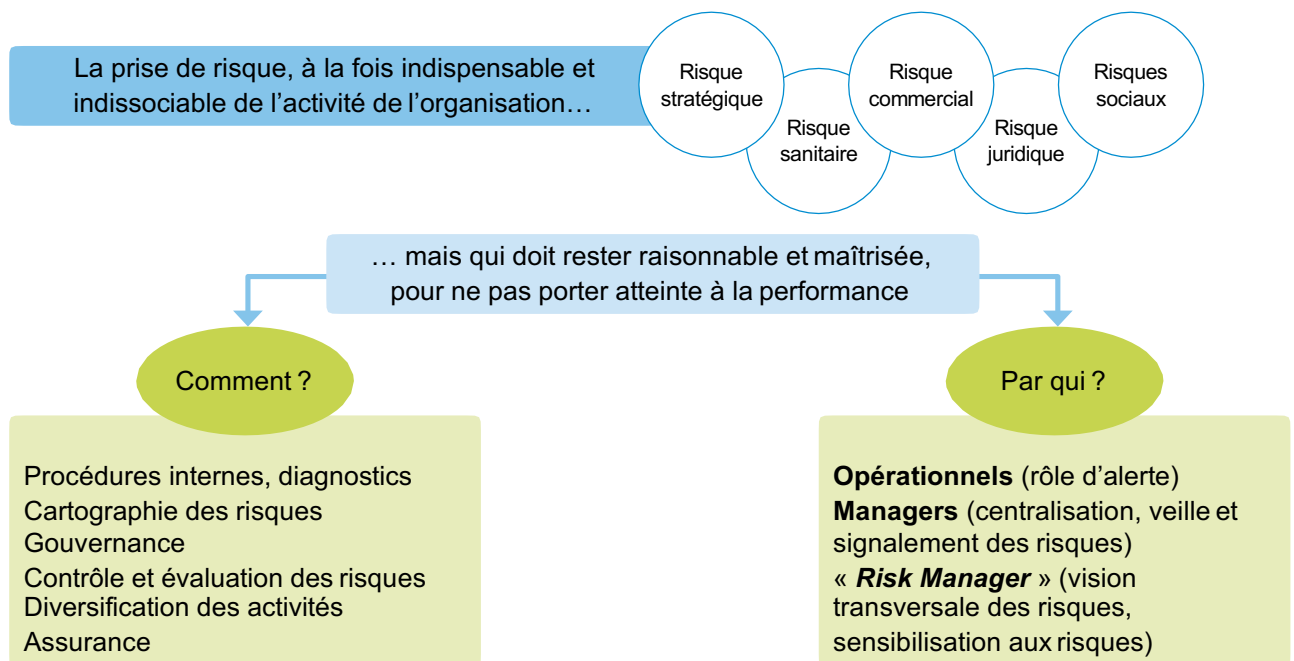 La prise de risque, à la fois indispensable et
indissociable de l'activité de l'organisation…
Risque
stratégique
Risque
sanitaire
Risque
commercial
Risque
juridique
Risques
sociaux
… mais qui doit rester raisonnable et maîtrisée,
pour ne pas porter atteinte à la performance
Comment ?
Procédures internes, diagnostics
Cartographie des risques
Gouvernance
Contrôle et évaluation des risques
Diversification des activités
Assurance
Par qui ?
Opérationnels (rôle d'alerte)
Managers (centralisation, veille et
signalement des risques)
« Risk Manager » (vision
transversale des risques,
sensibilisation aux risques)